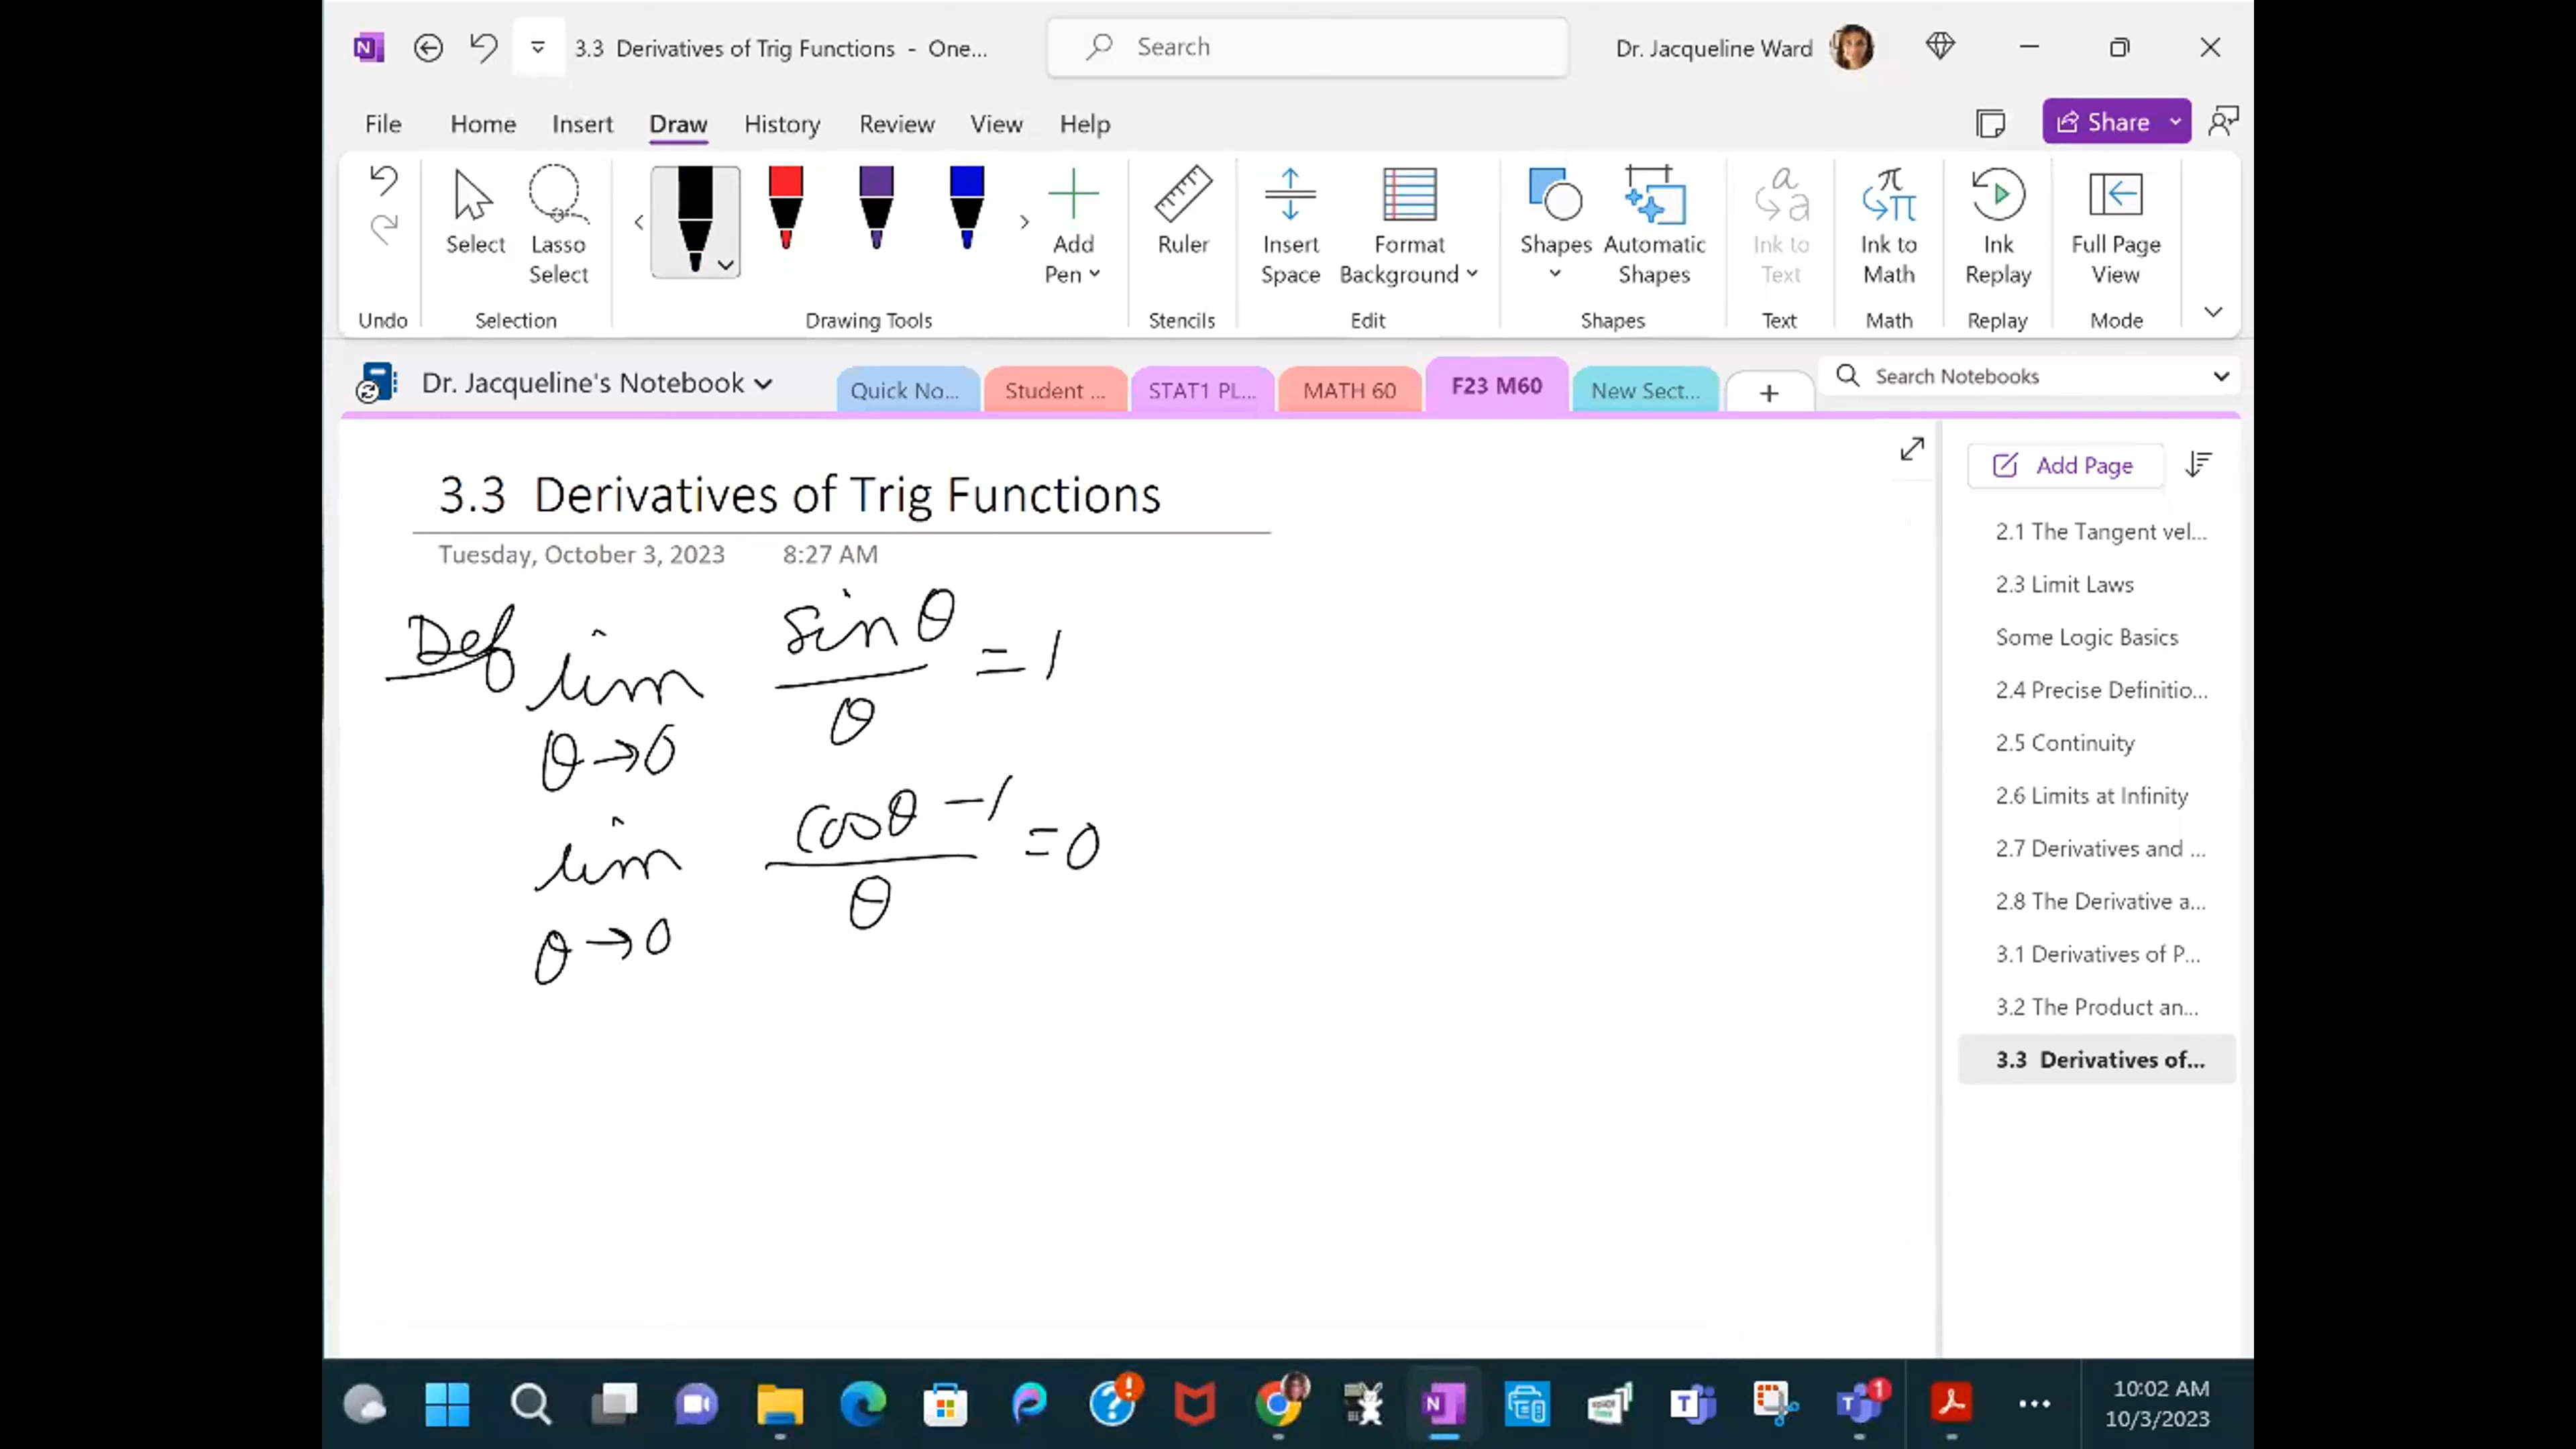 3.3 Derivatives of Trig Functions - One...
Search
Dr. Jacqueline Ward
File Home Insert Draw History Review View Help
Share
Select
Lasso Select
Add Pen
Ruler
Insert Space
Format Background
Shapes
Automatic Shapes
Ink to Text
Ink to Math
Ink Replay
Full Page View
Undo Selection Drawing Tools Stencils Edit Shapes Text Math Replay Mode
Dr. Jacqueline's Notebook
Quick No... Student ... STAT1 PL... MATH 60 F23 M60 New Sect... +
Search Notebooks
3.3 Derivatives of Trig Functions
Tuesday, October 3, 2023 8:27 AM
Def lim θ→0 sin θ / θ = 1
lim θ→0 cos θ - 1 / θ = 0
Add Page
2.1 The Tangent vel...
2.3 Limit Laws
Some Logic Basics
2.4 Precise Definitio...
2.5 Continuity
2.6 Limits at Infinity
2.7 Derivatives and ...
2.8 The Derivative a...
3.1 Derivatives of P...
3.2 The Product an...
3.3 Derivatives of...
10:02 AM
10/3/2023